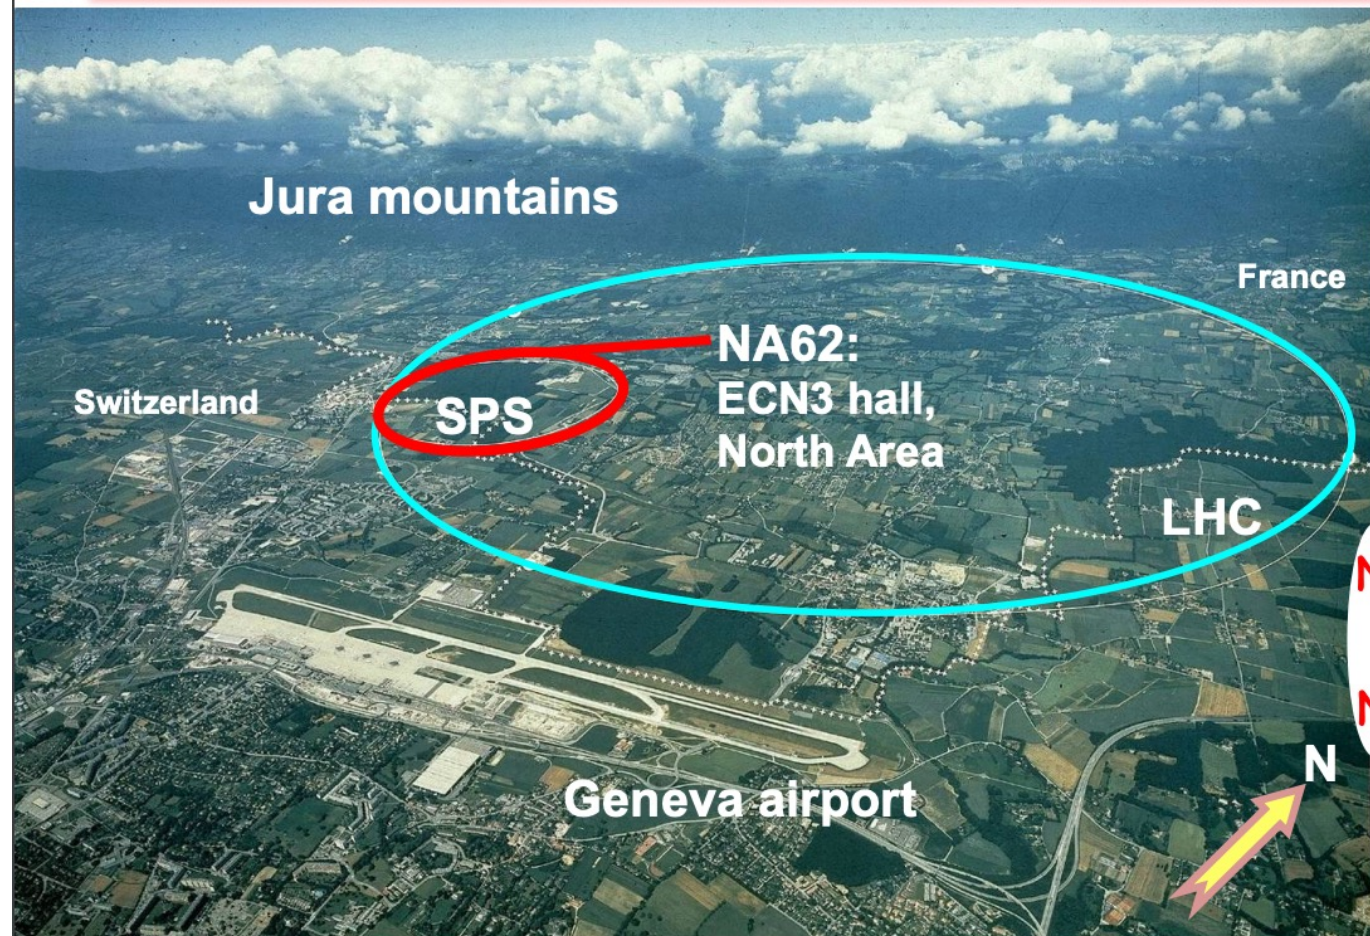 Jura mountains
France
NA62:
ECN3 hall,
North Area
Switzerland
SPS
LHC
N
Geneva airport